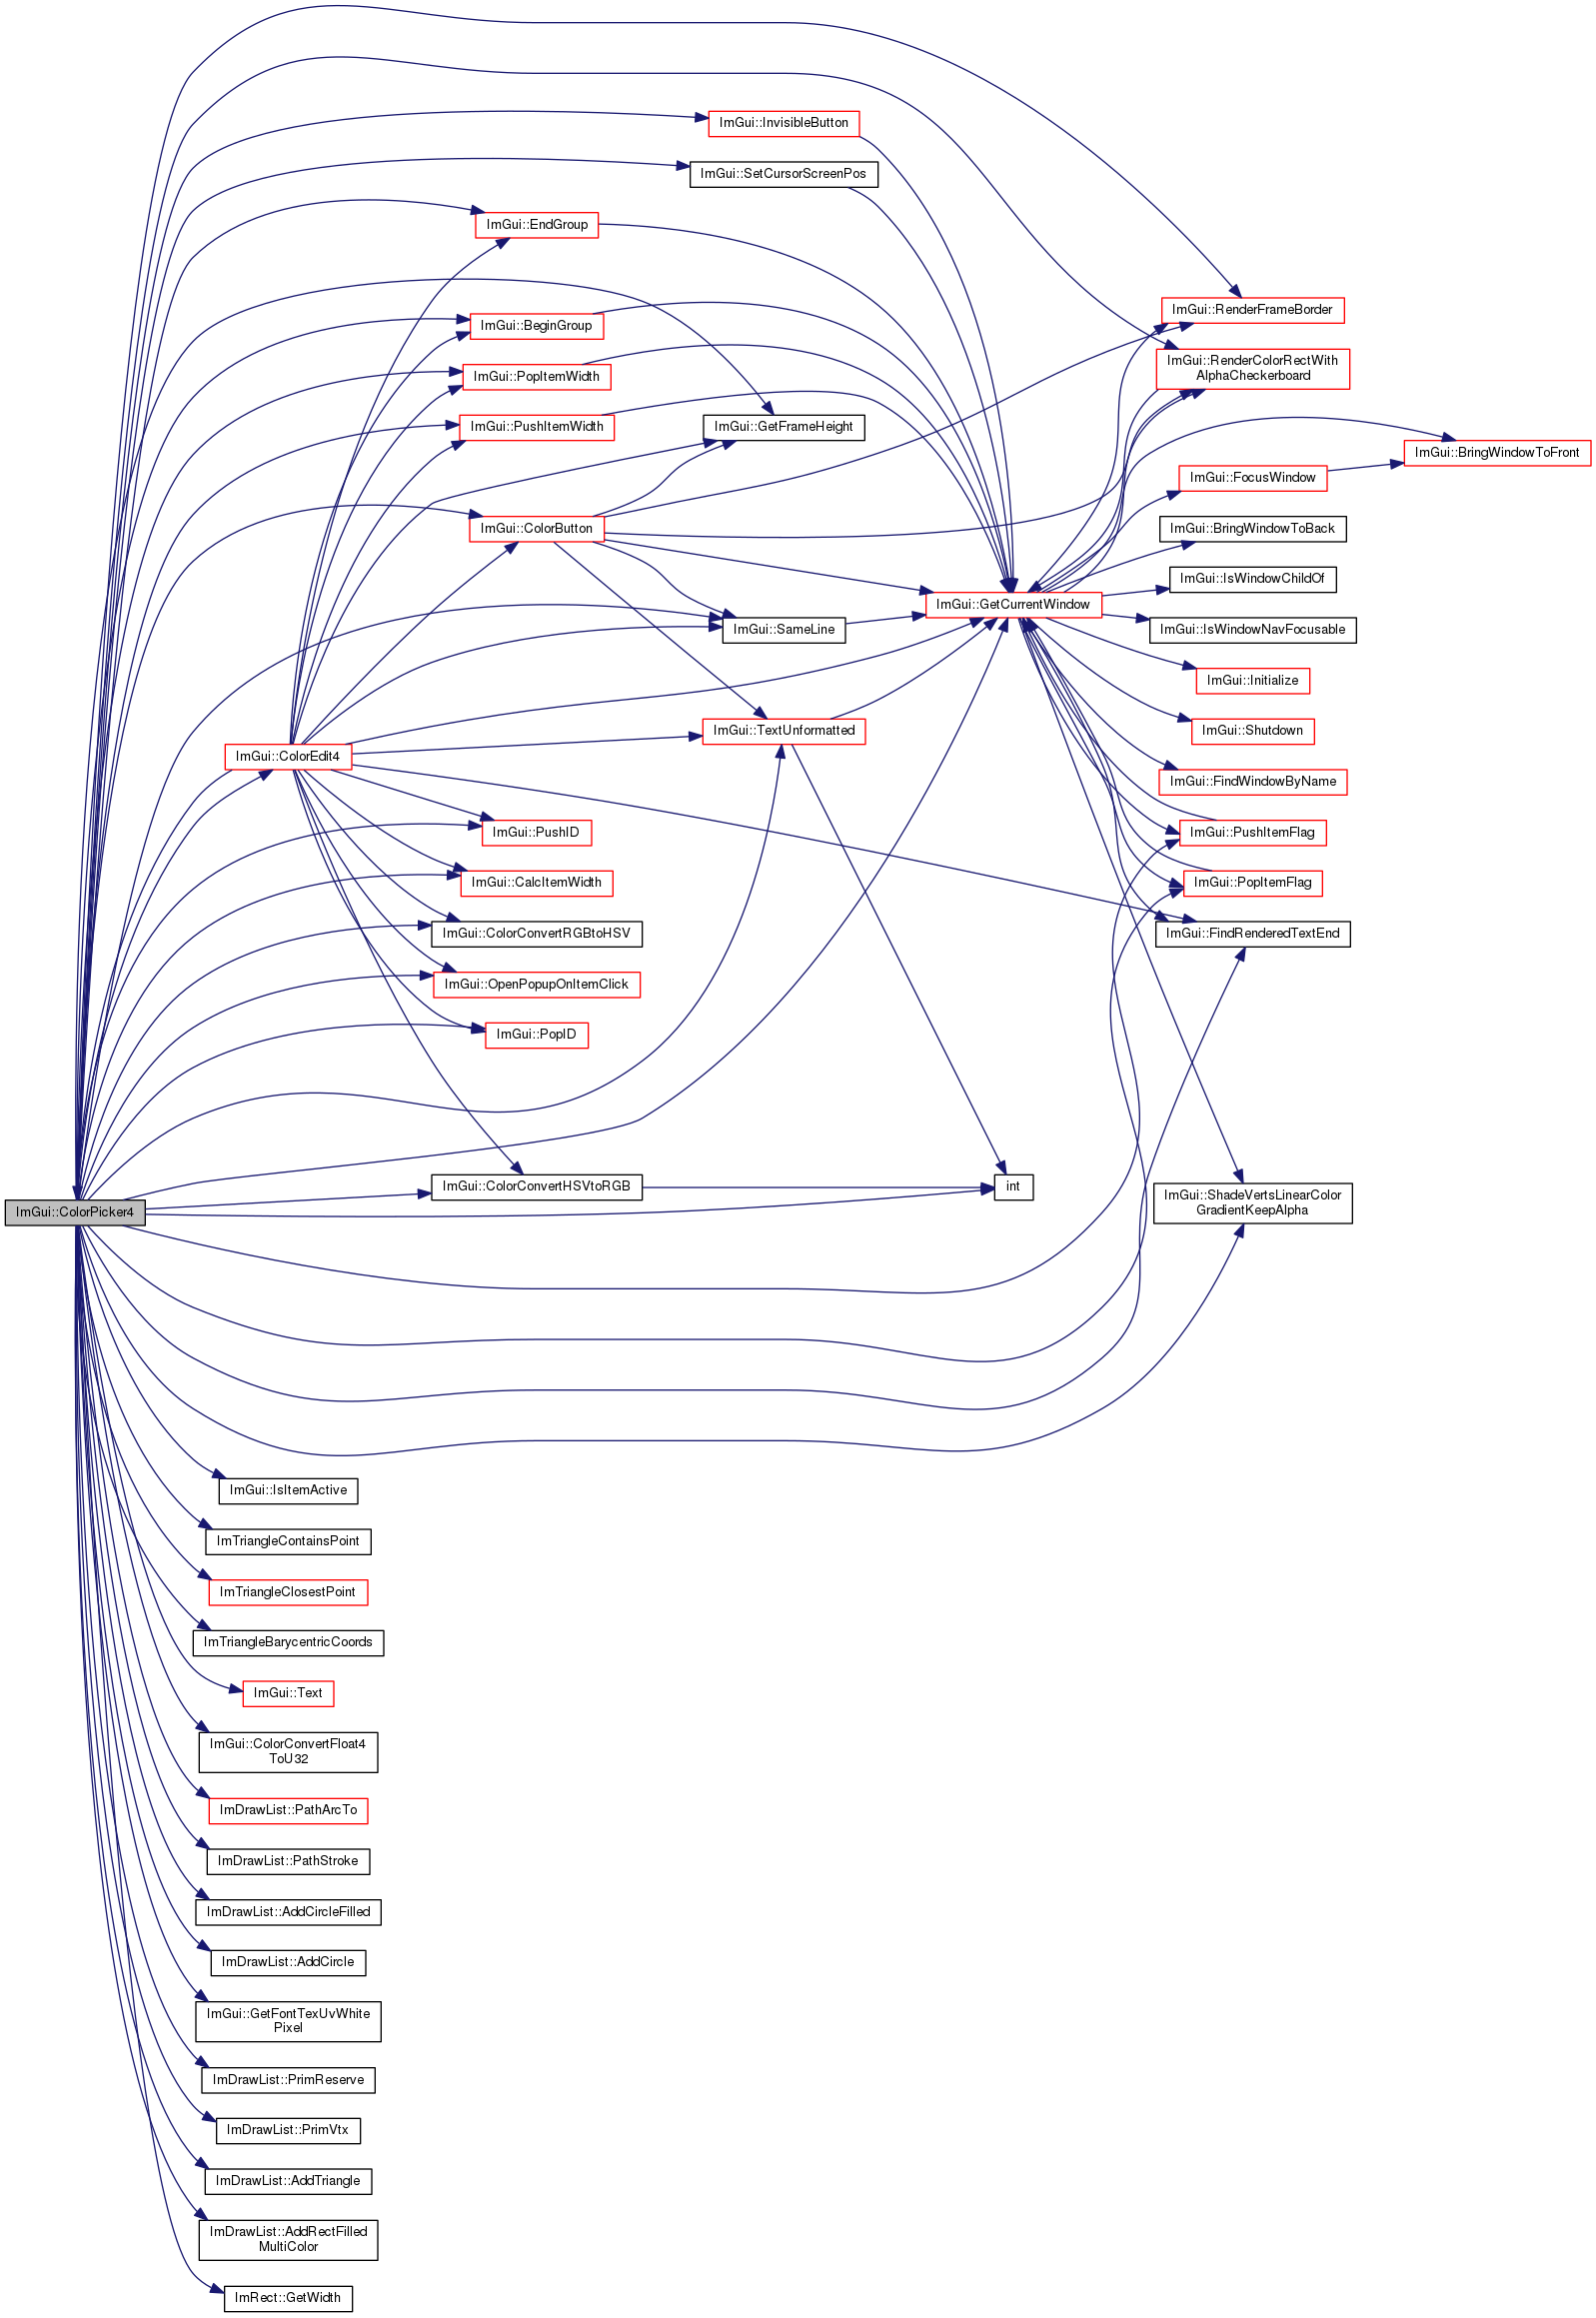 ImGui::InvisibleButton
ImGui::SetCursorScreenPos
ImGui::EndGroup
ImGui::RenderFrameBorder
ImGui::BeginGroup
ImGui::RenderColorRectWith
AlphaCheckerboard
ImGui::PopItemWidth
ImGui::PushItemWidth
ImGui::GetFrameHeight
ImGui::BringWindowToFront
ImGui::FocusWindow
ImGui::ColorButton
ImGui::BringWindowToBack
ImGui::IsWindowChildOf
ImGui::GetCurrentWindow
ImGui::SameLine
ImGui::IsWindowNavFocusable
ImGui::Initialize
ImGui::TextUnformatted
ImGui::Shutdown
ImGui::ColorEdit4
ImGui::FindWindowByName
ImGui::PushID
ImGui::PushItemFlag
ImGui::CalcItemWidth
ImGui::PopItemFlag
ImGui::ColorConvertRGBtoHSV
ImGui::FindRenderedTextEnd
ImGui::OpenPopupOnItemClick
ImGui::PopID
ImGui::ColorConvertHSVtoRGB
int
ImGui::ShadeVertsLinearColor
GradientKeepAlpha
ImGui::ColorPicker4
ImGui::IsItemActive
ImTriangleContainsPoint
ImTriangleClosestPoint
ImTriangleBarycentricCoords
ImGui::Text
ImGui::ColorConvertFloat4
ToU32
ImDrawList::PathArcTo
ImDrawList::PathStroke
ImDrawList::AddCircleFilled
ImDrawList::AddCircle
ImGui::GetFontTexUvWhite
Pixel
ImDrawList::PrimReserve
ImDrawList::PrimVtx
ImDrawList::AddTriangle
ImDrawList::AddRectFilled
MultiColor
ImRect::GetWidth